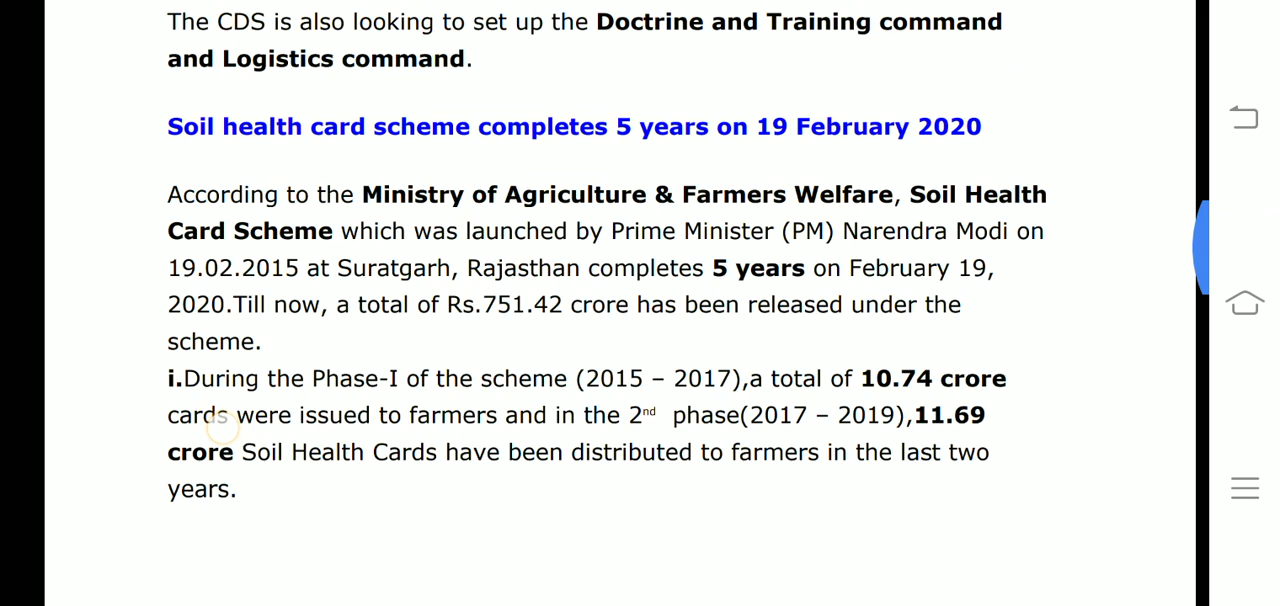 The CDS is also looking to set up the Doctrine and Training command
and Logistics command.
Soil health card scheme completes 5 years on 19 February 2020
According to the Ministry of Agriculture & Farmers Welfare, Soil Health
Card Scheme which was launched by Prime Minister (PM) Narendra Modi on
19.02.2015 at Suratgarh, Rajasthan completes 5 years on February 19,
2020.Till now, a total of Rs.751.42 crore has been released under the
scheme.
i.During the Phase-I of the scheme (2015 – 2017),a total of 10.74 crore
cards were issued to farmers and in the 2nd phase(2017 – 2019),11.69
crore Soil Health Cards have been distributed to farmers in the last two
years.